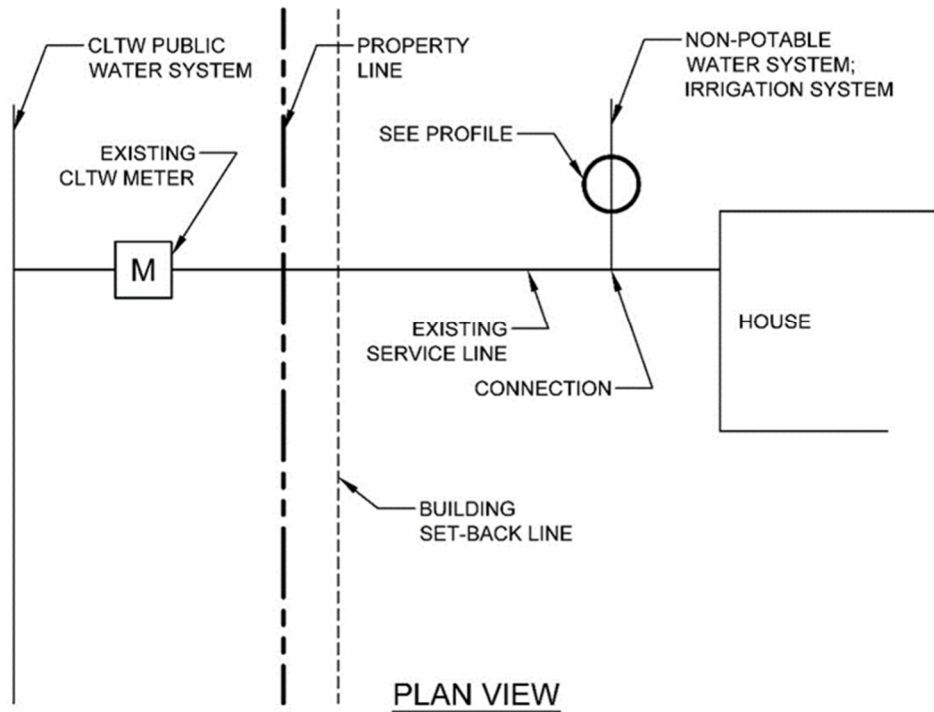 CLTW PUBLIC
WATER SYSTEM
PROPERTY
LINE
NON-POTABLE
WATER SYSTEM;
IRRIGATION SYSTEM
SEE PROFILE
EXISTING
CLTW METER
M
HOUSE
EXISTING
SERVICE LINE
CONNECTION
BUILDING
SET-BACK LINE
PLAN VIEW